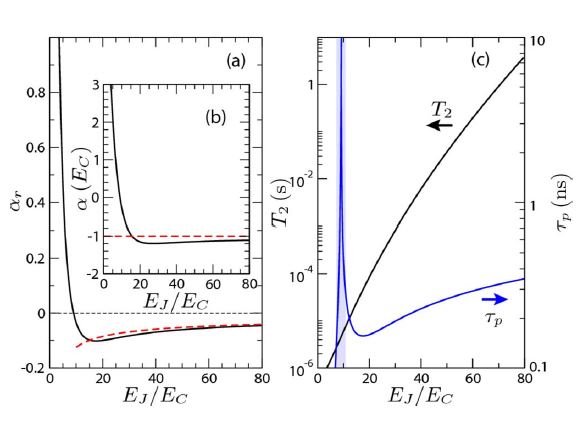 (a)
0.8
0.6
0.4
0.2
0
-0.2
α_r
0 20 40 60 80
E_J/E_C
(b)
3
2
1
0
-1
-2
α (E_C)
0 20 40 60 80
E_J/E_C
(c)
1
10^-2
10^-4
10^-6
T_2 (s)
T_2
τ_p
0 20 40 60 80
E_J/E_C
10
1
0.1
τ_p (ns)